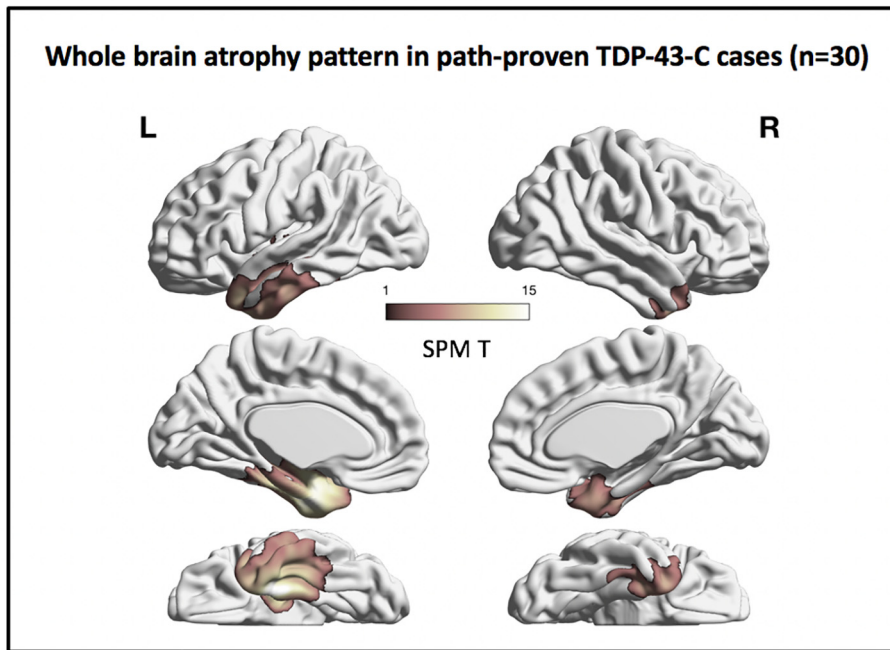 Whole brain atrophy pattern in path-proven TDP-43-C cases (n=30)
L
R
1
15
SPM T